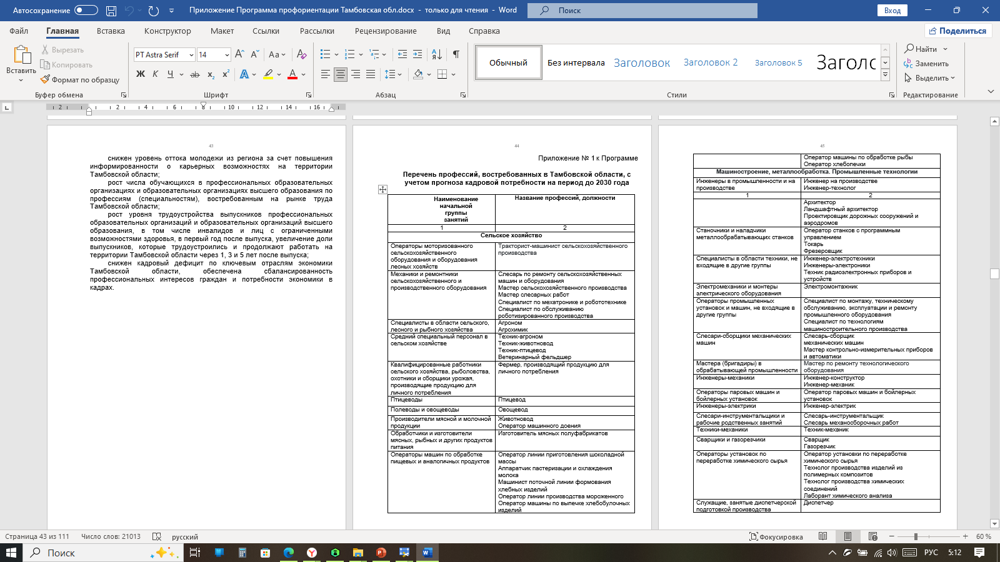 Автосохранение
Приложение Программа профориентации Тамбовская обл.docx - только для чтения - Word
Поиск
Вход
Файл
Главная
Вставка
Конструктор
Макет
Ссылки
Рассылки
Рецензирование
Вид
Справка
Поделиться
Вставить
Вырезать
Копировать
Формат по образцу
Буфер обмена
PT Astra Serif
14
Шрифт
Абзац
Обычный
Без интервала
Заголовок
Заголовок 2
Заголовок 5
Заголс
Стили
Найти
Заменить
Выделить
Редактирование
2 2 4 6 8 10 12 14 16
43
снижен уровень оттока молодежи из региона за счет повышения
информированности о карьерных возможностях на территории
Тамбовской области;
рост числа обучающихся в профессиональных образовательных
организациях и образовательных организациях высшего образования по
профессиям (специальностям), востребованным на рынке труда
Тамбовской области;
рост уровня трудоустройства выпускников профессиональных
образовательных организаций и образовательных организаций высшего
образования, в том числе инвалидов и лиц с ограниченными
возможностями здоровья, в первый год после выпуска, увеличение доли
выпускников, которые трудоустроились и продолжают работать на
территории Тамбовской области через 1, 3 и 5 лет после выпуска;
снижен кадровый дефицит по ключевым отраслям экономики
Тамбовской области, обеспечена сбалансированность
профессиональных интересов граждан и потребности экономики в
кадрах.
44
Приложение № 1 к Программе
Перечень профессий, востребованных в Тамбовской области, с
учетом прогноза кадровой потребности на период до 2030 года
Наименование
начальной
группы
занятий
Название профессий, должности
1
2
Сельское хозяйство
Операторы моторизованного
сельскохозяйственного
оборудования и оборудования
лесных хозяйств
Тракторист-машинист сельскохозяйственного
производства
Механики и ремонтники
сельскохозяйственного и
производственного оборудования
Слесарь по ремонту сельскохозяйственных
машин и оборудования
Мастер сельскохозяйственного производства
Мастер слесарных работ
Специалист по мехатронике и робототехнике
Специалист по обслуживанию
роботизированного производства
Специалисты в области сельского,
лесного и рыбного хозяйства
Агроном
Агрохимик
Средний специальный персонал в
сельском хозяйстве
Техник-агроном
Техник-животновод
Техник-птицевод
Ветеринарный фельдшер
Квалифицированные работники
сельского хозяйства, рыболовства,
охотники и сборщики урожая,
производящие продукцию для
личного потребления
Фермер, производящий продукцию для
личного потребления
Птицеводы
Птицевод
Полеводы и овощеводы
Овощевод
Производители мясной и молочной
продукции
Животновод
Оператор машинного доения
Обработчики и изготовители
мясных, рыбных и других продуктов
питания
Изготовитель мясных полуфабрикатов
Операторы машин по обработке
пищевых и аналогичных продуктов
Оператор линии приготовления шоколадной
массы
Аппаратчик пастеризации и охлаждения
молока
Машинист поточной линии формования
хлебных изделий
Оператор линии производства мороженного
Оператор машины по выпечке хлебобулочных
изделий
45
Оператор машины по обработке рыбы
Оператор хлебопечки
Машиностроение, металлообработка. Промышленные технологии
Инженеры в промышленности и на
производстве
Инженер на производстве
Инженер-технолог
1
2
Архитектор
Ландшафтный архитектор
Проектировщик дорожных сооружений и
аэродромов
Станочники и наладчики
металлообрабатывающих станков
Оператор станков с программным
управлением
Токарь
Фрезеровщик
Специалисты в области техники, не
входящие в другие группы
Инженер-электротехники
Инженеры-электроники
Техник радиоэлектронных приборов и
устройств
Электромеханики и монтеры
электрического оборудования
Электромонтажник
Операторы промышленных
установок и машин, не входящие в
другие группы
Специалист по монтажу, техническому
обслуживанию, эксплуатации и ремонту
промышленного оборудования
Специалист по технологиям
машиностроительного производства
Слесари-сборщики механических
машин
Слесарь-сборщик
механических машин
Мастер контрольно-измерительных приборов
и автоматики
Мастера (бригадиры) в
обрабатывающей промышленности
Мастер по ремонту технологического
оборудования
Инженеры-механики
Инженер-конструктор
Инженер-механик
Операторы паровых машин и
бойлерных установок
Оператор паровых машин и бойлерных
установок
Инженеры-электрики
Инженер-электрик
Слесари-инструментальщики и
рабочие родственных занятий
Слесарь-инструментальщик
Слесарь механосборочных работ
Техники-механики
Техник-механик
Сварщики и газорезчики
Сварщик
Газорезчик
Операторы установок по
переработке химического сырья
Оператор установки по переработке
химического сырья
Технолог производства изделий из
полимерных композитов
Технолог производства химических
соединений
Лаборант химического анализа
Служащие, занятые диспетчерской
подготовкой производства
Диспетчер
Страница 43 из 111
Число слов: 21013
русский
Фокусировка
60 %
Поиск
РУС
5:12